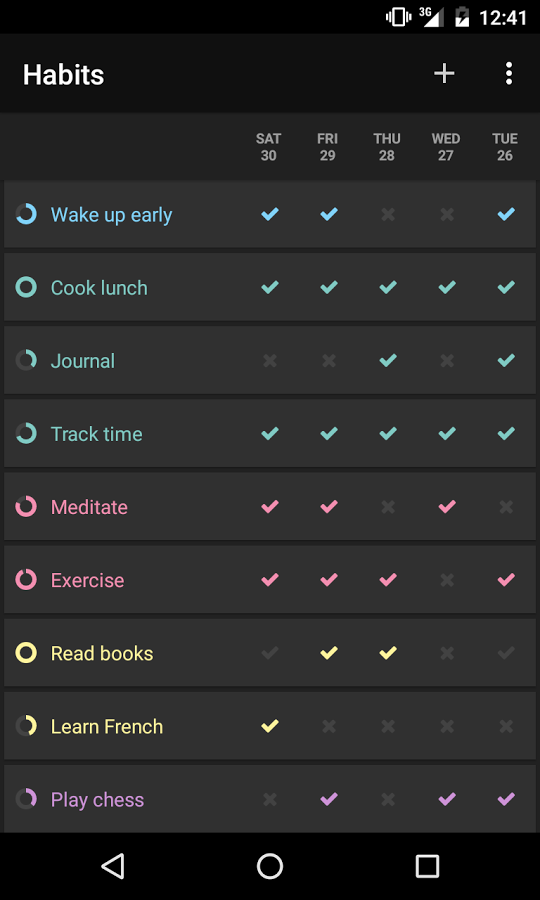 3G 12:41
Habits
SAT FRI THU WED TUE
30 29 28 27 26
Wake up early
Cook lunch
Journal
Track time
Meditate
Exercise
Read books
Learn French
Play chess